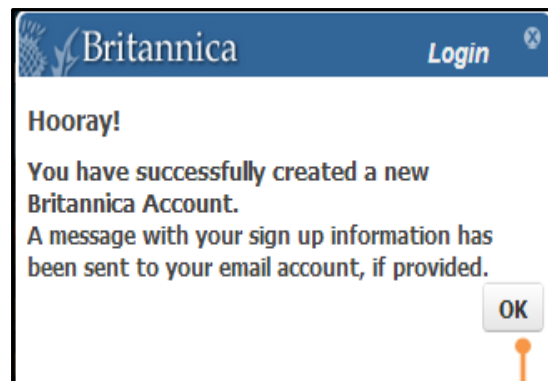 Britannica Login
Hooray!
You have successfully created a new
Britannica Account.
A message with your sign up information has
been sent to your email account, if provided.
OK